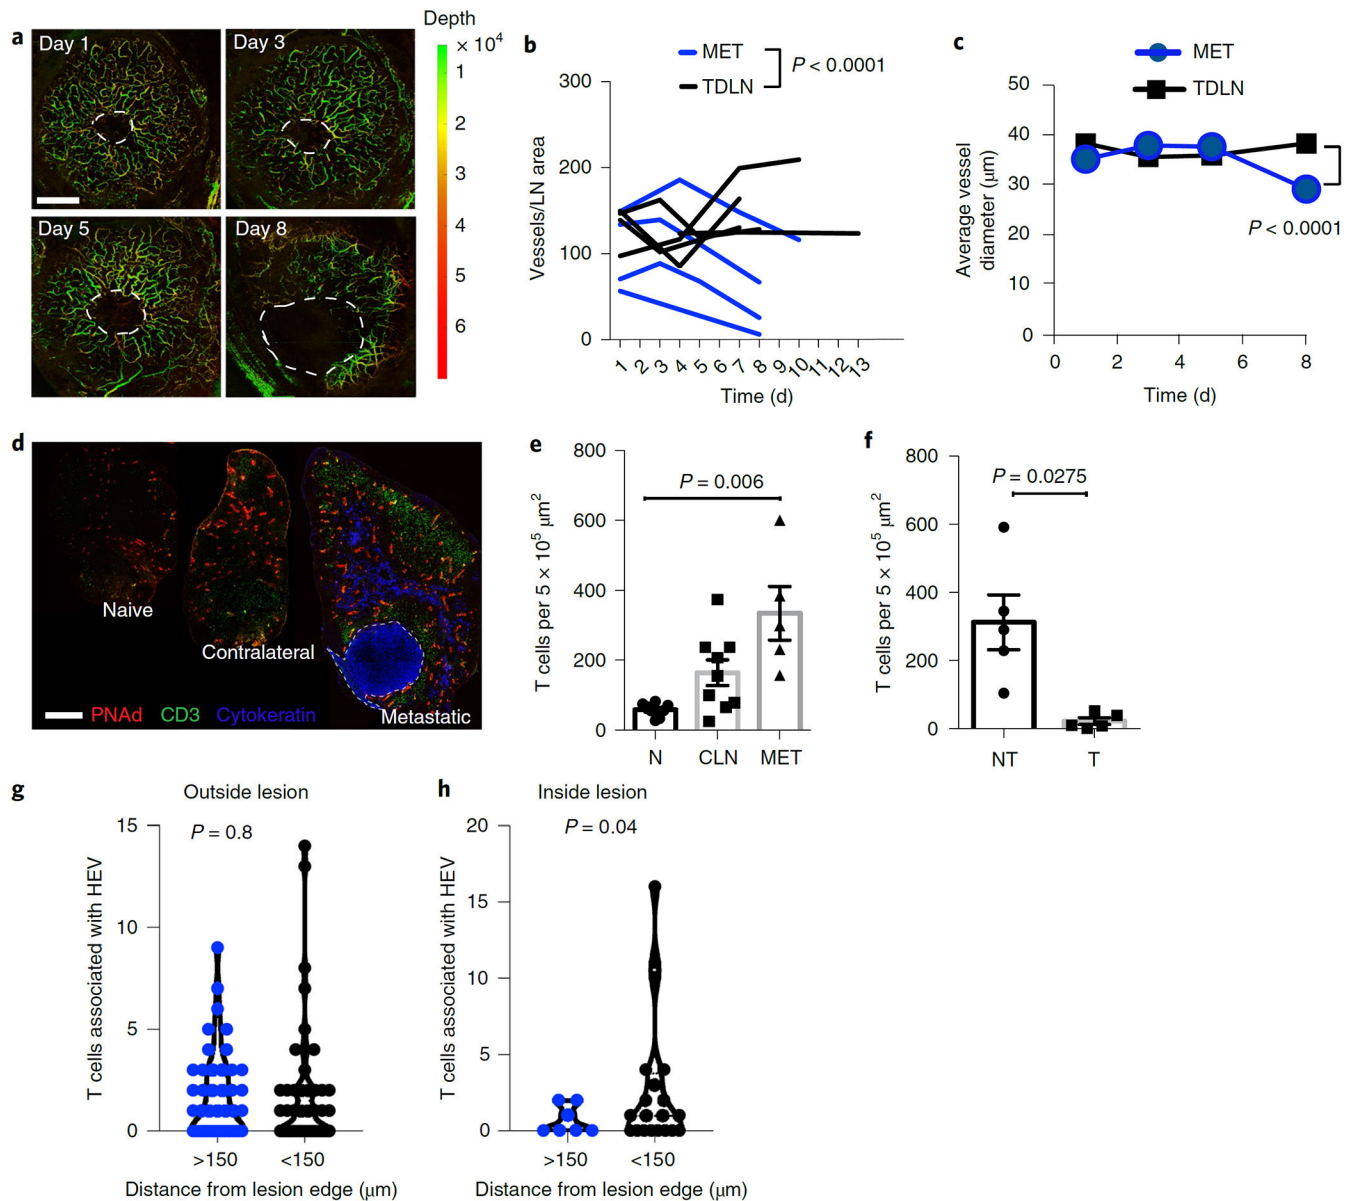 a
Day 1
Day 3
Day 5
Day 8
Depth
× 10⁴
1
2
3
4
5
6
b
MET
TDLN
P < 0.0001
Vessels/LN area
300
200
100
0
1 2 3 4 5 6 7 8 9 10 11 12 13
Time (d)
c
MET
TDLN
Average vessel
diameter (μm)
50
40
30
20
10
0
P < 0.0001
0 2 4 6 8
Time (d)
d
Naive
Contralateral
Metastatic
PNAd CD3 Cytokeratin
e
T cells per 5 × 10⁵ μm²
800
600
400
200
0
P = 0.006
N CLN MET
f
T cells per 5 × 10⁵ μm²
800
600
400
200
0
P = 0.0275
NT T
g
Outside lesion
P = 0.8
T cells associated with HEV
15
10
5
0
>150 <150
Distance from lesion edge (μm)
h
Inside lesion
P = 0.04
T cells associated with HEV
20
15
10
5
0
>150 <150
Distance from lesion edge (μm)